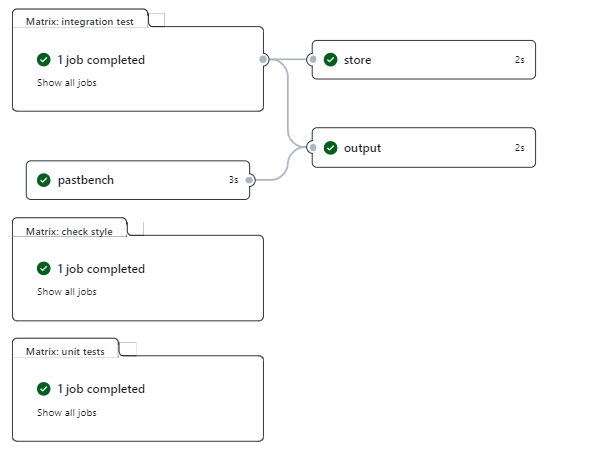 Matrix: integration test
1 job completed
Show all jobs
store 2s
output 2s
pastbench 3s
Matrix: check style
1 job completed
Show all jobs
Matrix: unit tests
1 job completed
Show all jobs